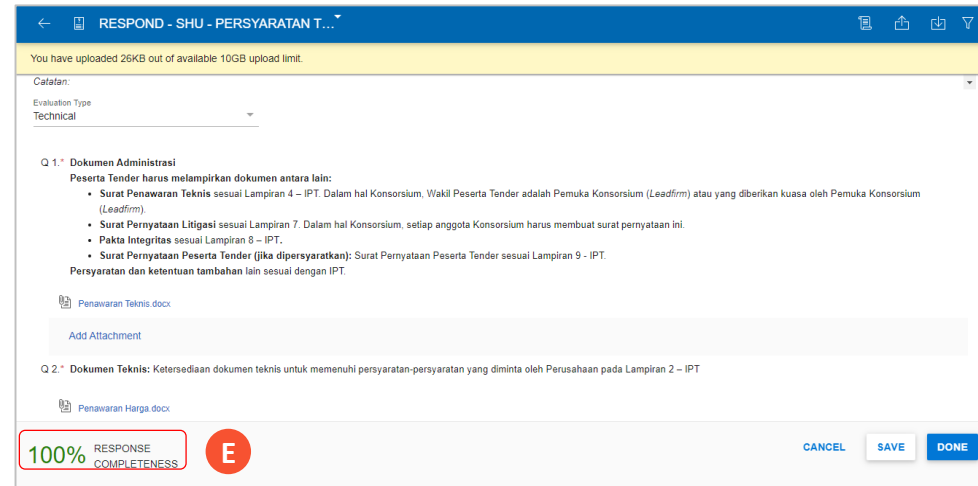 RESPOND - SHU - PERSYARATAN T...
You have uploaded 26KB out of available 10GB upload limit.
Catatan:
Evaluation Type
Technical
Q 1.* Dokumen Administrasi
Peserta Tender harus melampirkan dokumen antara lain:
• Surat Penawaran Teknis sesuai Lampiran 4 – IPT. Dalam hal Konsorsium, Wakil Peserta Tender adalah Pemuka Konsorsium (Leadfirm) atau yang diberikan kuasa oleh Pemuka Konsorsium
(Leadfirm).
• Surat Pernyataan Litigasi sesuai Lampiran 7. Dalam hal Konsorsium, setiap anggota Konsorsium harus membuat surat pernyataan ini.
• Pakta Integritas sesuai Lampiran 8 – IPT.
• Surat Pernyataan Peserta Tender (jika dipersyaratkan): Surat Pernyataan Peserta Tender sesuai Lampiran 9 - IPT.
Persyaratan dan ketentuan tambahan lain sesuai dengan IPT.
Penawaran Teknis.docx
Add Attachment
Q 2.* Dokumen Teknis: Ketersediaan dokumen teknis untuk memenuhi persyaratan-persyaratan yang diminta oleh Perusahaan pada Lampiran 2 – IPT
Penawaran Harga.docx
100% RESPONSE
COMPLETENESS
E
CANCEL SAVE DONE